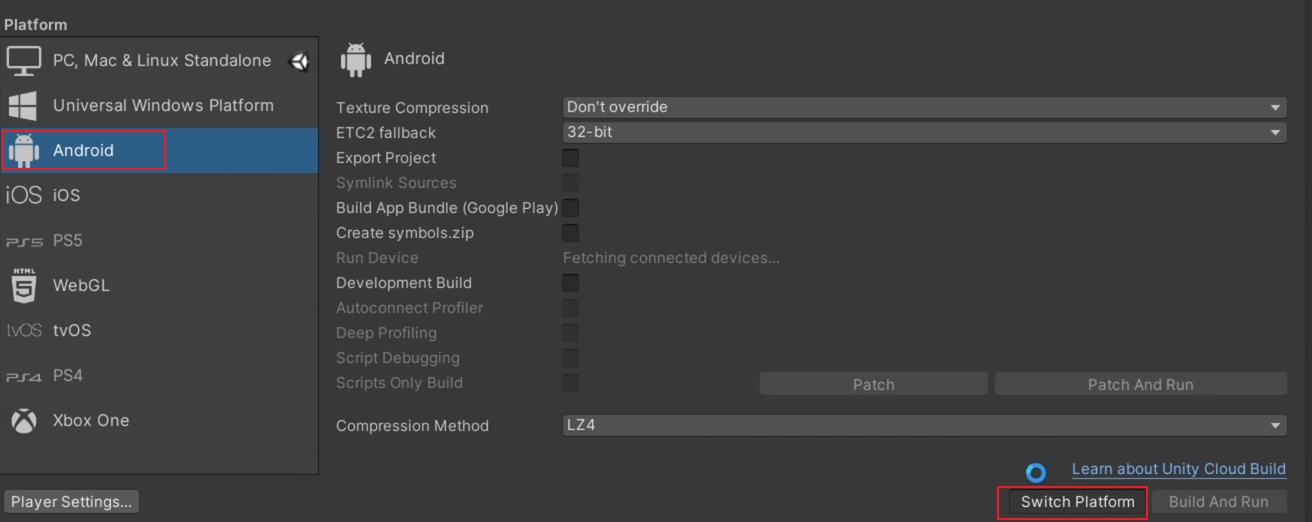 Platform
PC, Mac & Linux Standalone
Universal Windows Platform
Android
iOS iOS
PS5 PS5
HTML
5 WebGL
tvOS tvOS
PS4 PS4
Xbox One
Player Settings...
Android
Texture Compression Don't override
ETC2 fallback 32-bit
Export Project
Symlink Sources
Build App Bundle (Google Play)
Create symbols.zip
Run Device Fetching connected devices...
Development Build
Autoconnect Profiler
Deep Profiling
Script Debugging
Scripts Only Build Patch Patch And Run
Compression Method LZ4
Learn about Unity Cloud Build
Switch Platform Build And Run